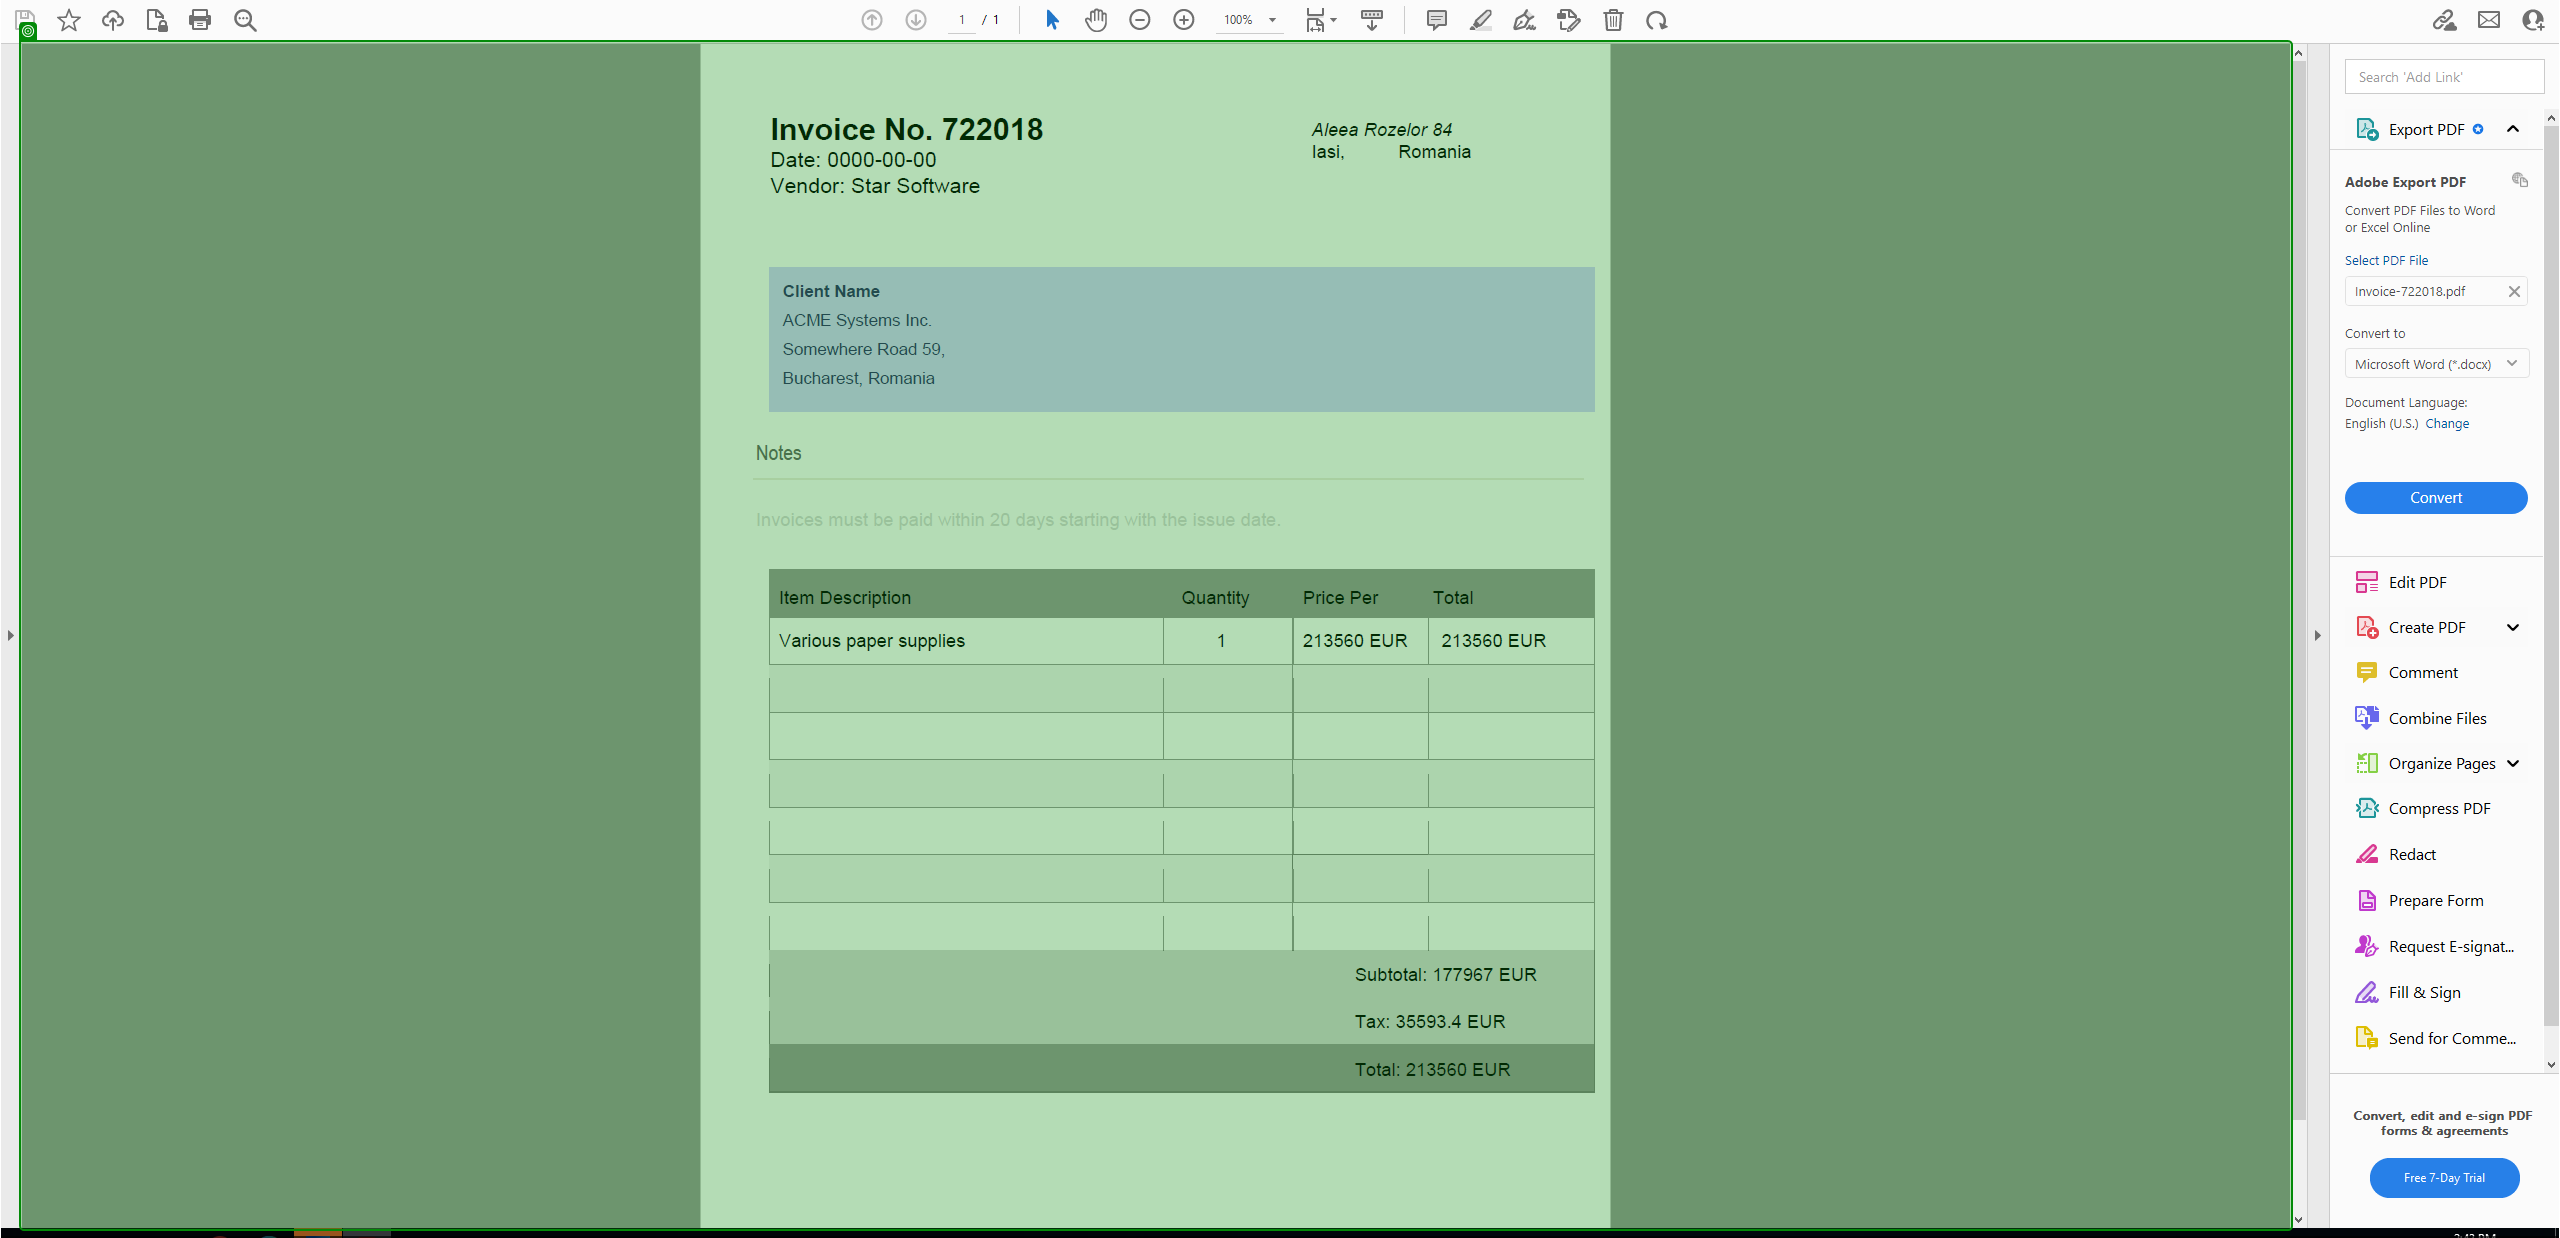 1 / 1
100%
Invoice No. 722018
Date: 0000-00-00
Vendor: Star Software
Aleea Rozelor 84
Iasi, Romania
Client Name
ACME Systems Inc.
Somewhere Road 59,
Bucharest, Romania
Notes
Invoices must be paid within 20 days starting with the issue date.
Item Description Quantity Price Per Total
Various paper supplies 1 213560 EUR 213560 EUR
Subtotal: 177967 EUR
Tax: 35593.4 EUR
Total: 213560 EUR
Search 'Add Link'
Export PDF
Adobe Export PDF
Convert PDF Files to Word
or Excel Online
Select PDF File
Invoice-722018.pdf
Convert to
Microsoft Word (*.docx)
Document Language:
English (U.S.) Change
Convert
Edit PDF
Create PDF
Comment
Combine Files
Organize Pages
Compress PDF
Redact
Prepare Form
Request E-signat...
Fill & Sign
Send for Comme...
Convert, edit and e-sign PDF
forms & agreements
Free 7-Day Trial